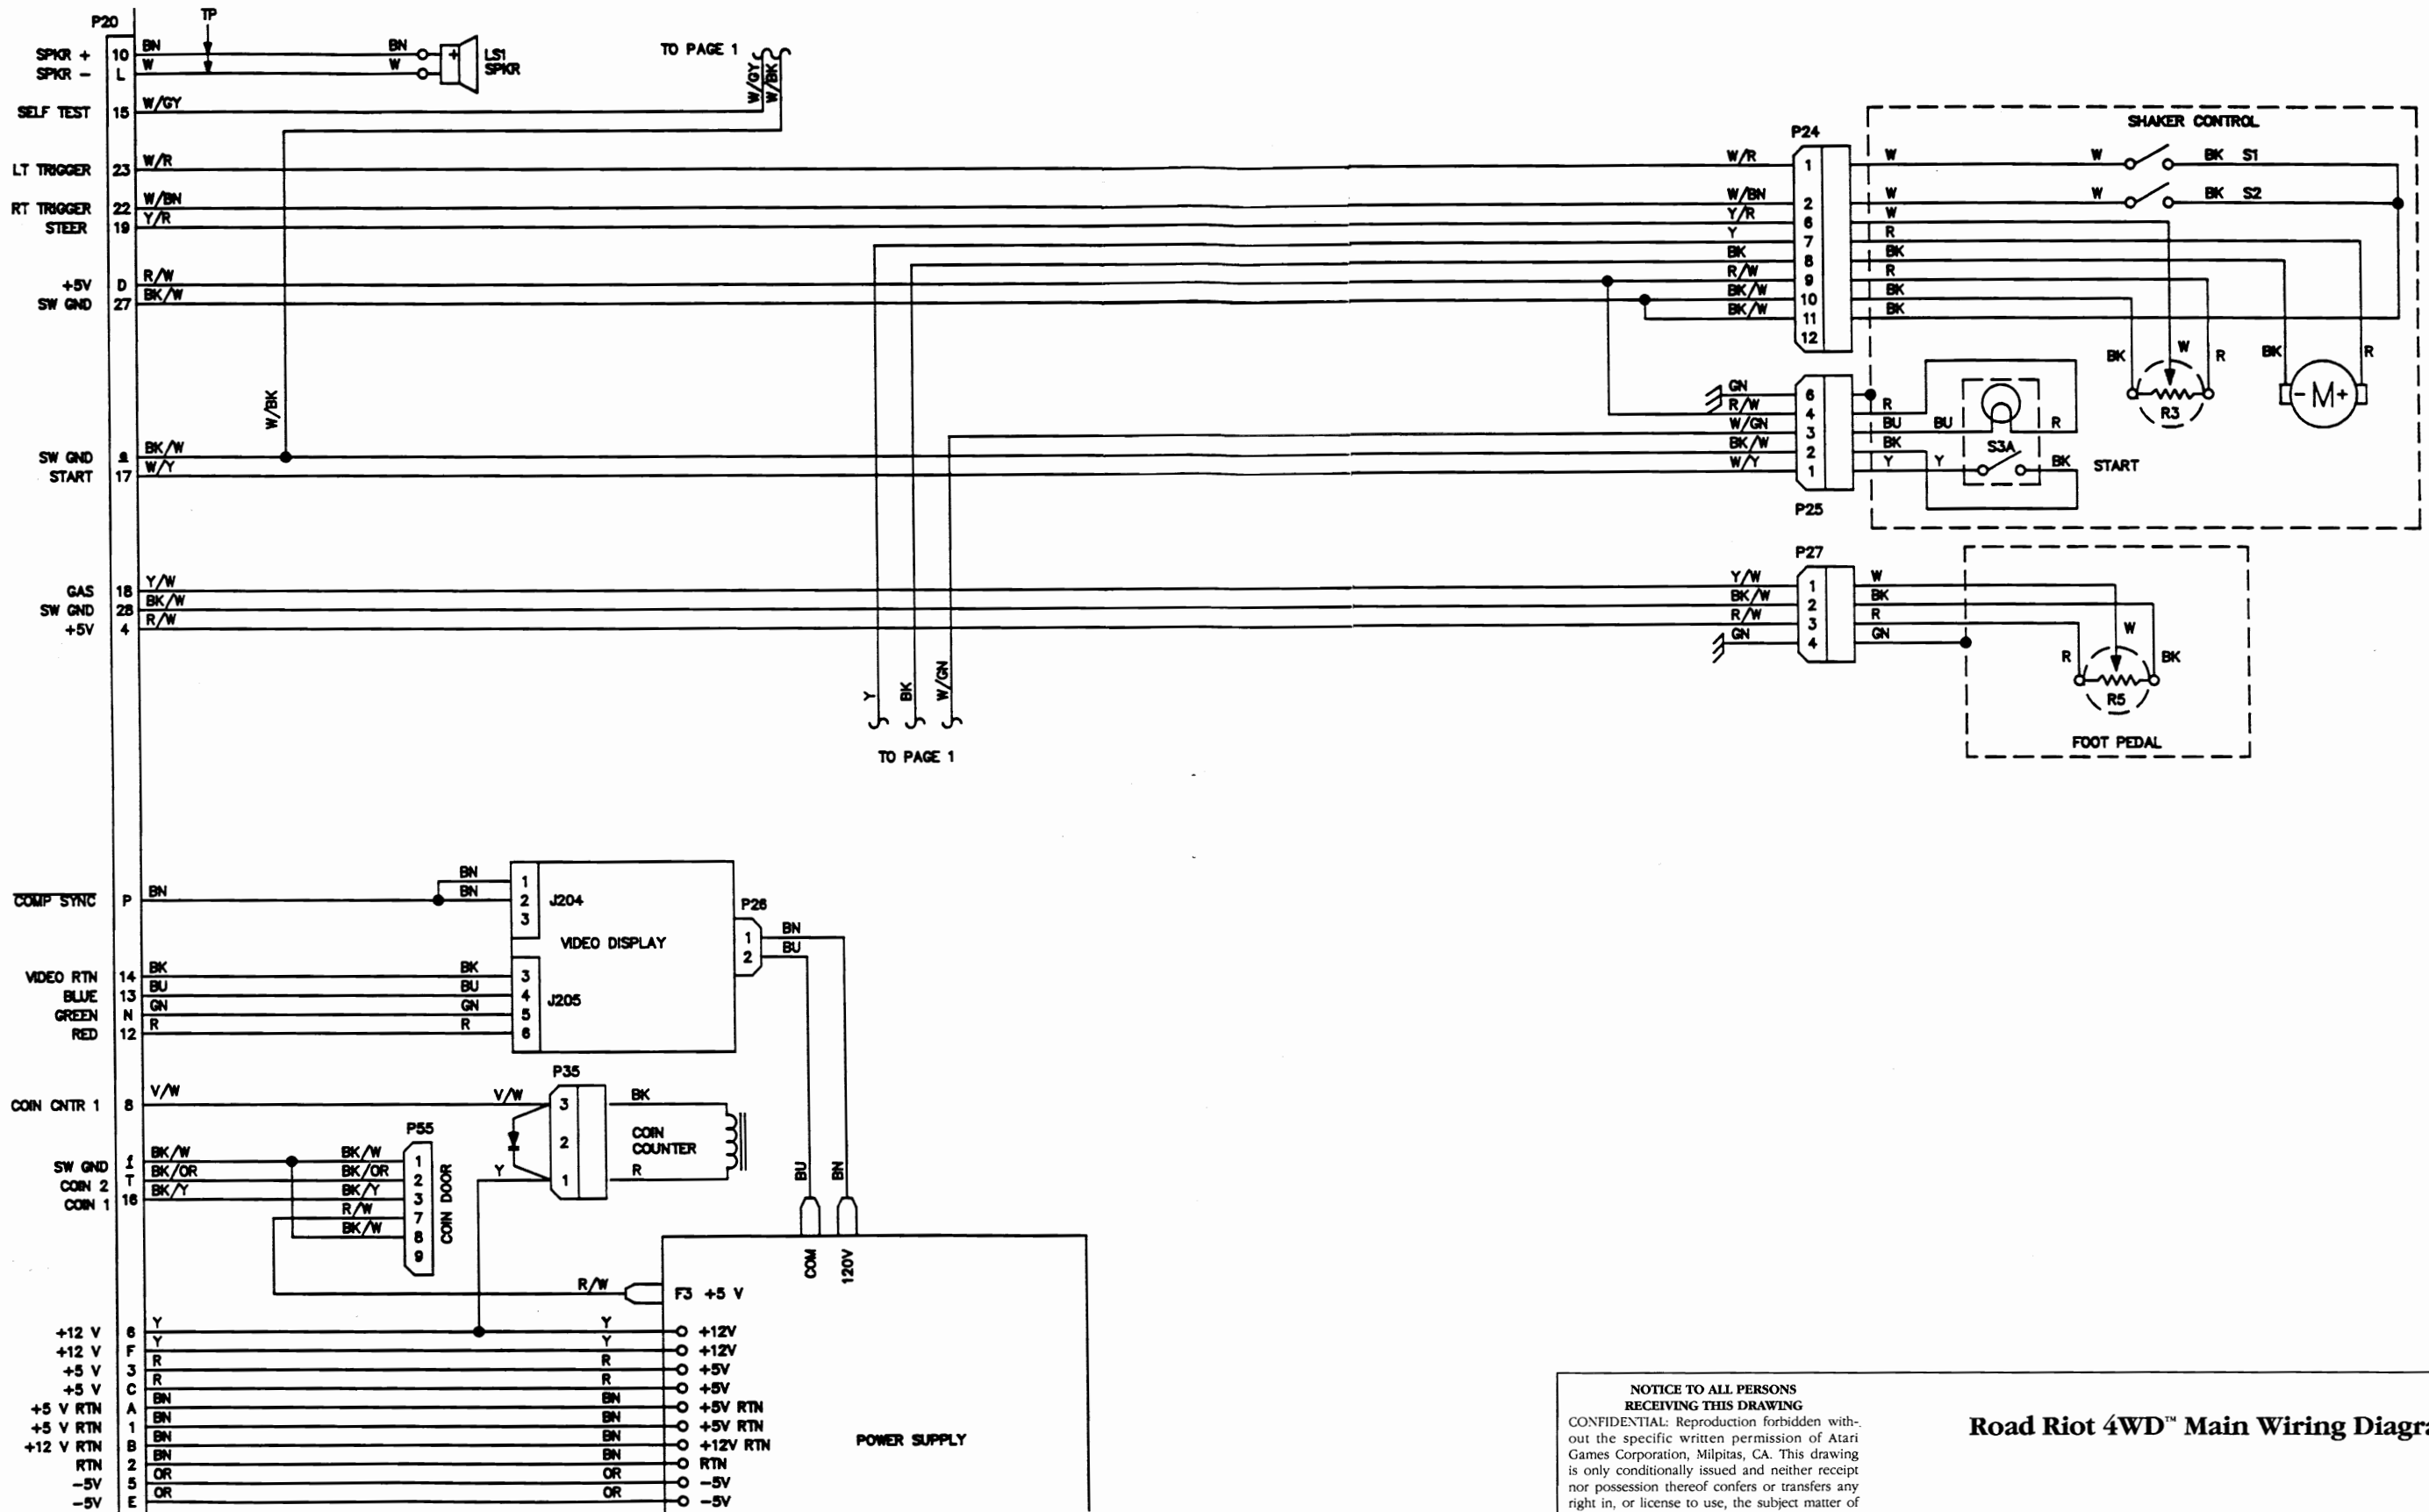 P20
TP
SPKR + 10 BN BN LS1
SPKR - L W W SPKR
TO PAGE 1
W/GY
W/BK
SELF TEST 15 W/GY
LT TRIGGER 23 W/R
RT TRIGGER 22 W/BN
STEER 19 Y/R
+5V D R/W
SW GND 27 BK/W
W/BK
SW GND a BK/W
START 17 W/Y
GAS 18 Y/W
SW GND 28 BK/W
+5V 4 R/W
Y
BK
W/GN
TO PAGE 1
P24
SHAKER CONTROL
W/R 1 W W BK S1
W/BN 2 W W BK S2
Y/R 6 W
Y 7 R
BK 8 BK
R/W 9 R
BK/W 10 BK
BK/W 11 BK
12
BK W R BK R
R3
- M +
GN 6
R/W 4 R
W/GN 3 BU BU R
BK/W 2 BK S3A
W/Y 1 Y Y BK START
P25
P27
Y/W 1 W
BK/W 2 BK
R/W 3 R
GN 4 GN
W
R BK
R5
FOOT PEDAL
COMP SYNC P BN
BN 1
BN 2 J204
3
VIDEO DISPLAY
P26
1 BN
2 BU
VIDEO RTN 14 BK BK 3
BLUE 13 BU BU 4 J205
GREEN N GN GN 5
RED 12 R R 6
P35
COIN CNTR 1 8 V/W V/W 3 BK
2 COIN
COUNTER
Y 1 R
P55
SW GND f BK/W BK/W 1
COIN 2 T BK/OR BK/OR 2
COIN 1 16 BK/Y BK/Y 3
R/W 7
BK/W 8
9
COIN DOOR
BU BN
COM 120V
R/W F3 +5 V
+12 V 6 Y Y +12V
+12 V F Y Y +12V
+5 V 3 R R +5V
+5 V C R R +5V
+5 V RTN A BN BN +5V RTN
+5 V RTN 1 BN BN +5V RTN
+12 V RTN B BN BN +12V RTN
RTN 2 BN BN RTN
-5V 5 OR OR -5V
-5V E OR OR -5V
POWER SUPPLY
NOTICE TO ALL PERSONS
RECEIVING THIS DRAWING
CONFIDENTIAL: Reproduction forbidden with-
out the specific written permission of Atari
Games Corporation, Milpitas, CA. This drawing
is only conditionally issued and neither receipt
nor possession thereof confers or transfers any
right in, or license to use, the subject matter of
Road Riot 4WD™ Main Wiring Diagra